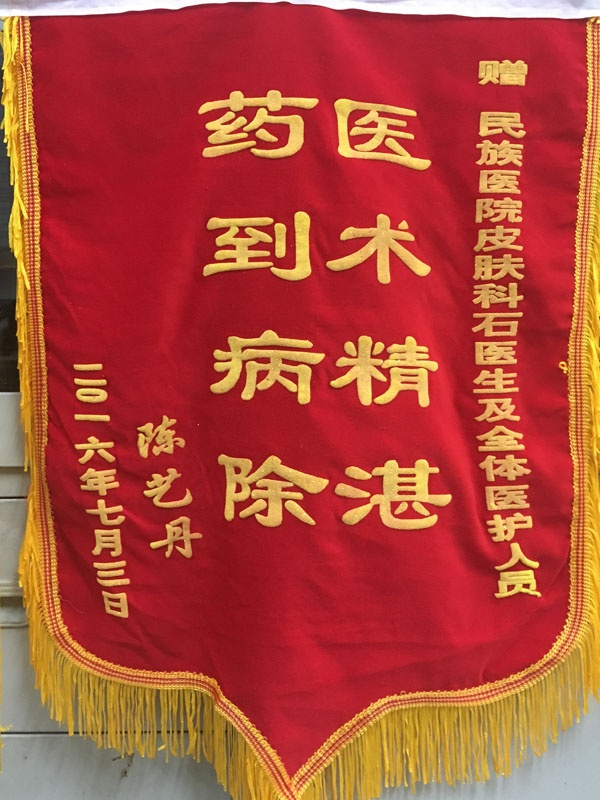 赠 民族医院皮肤科石医生及全体医护人员
医术精湛
药到病除
陈艺丹
二〇一六年七月三日